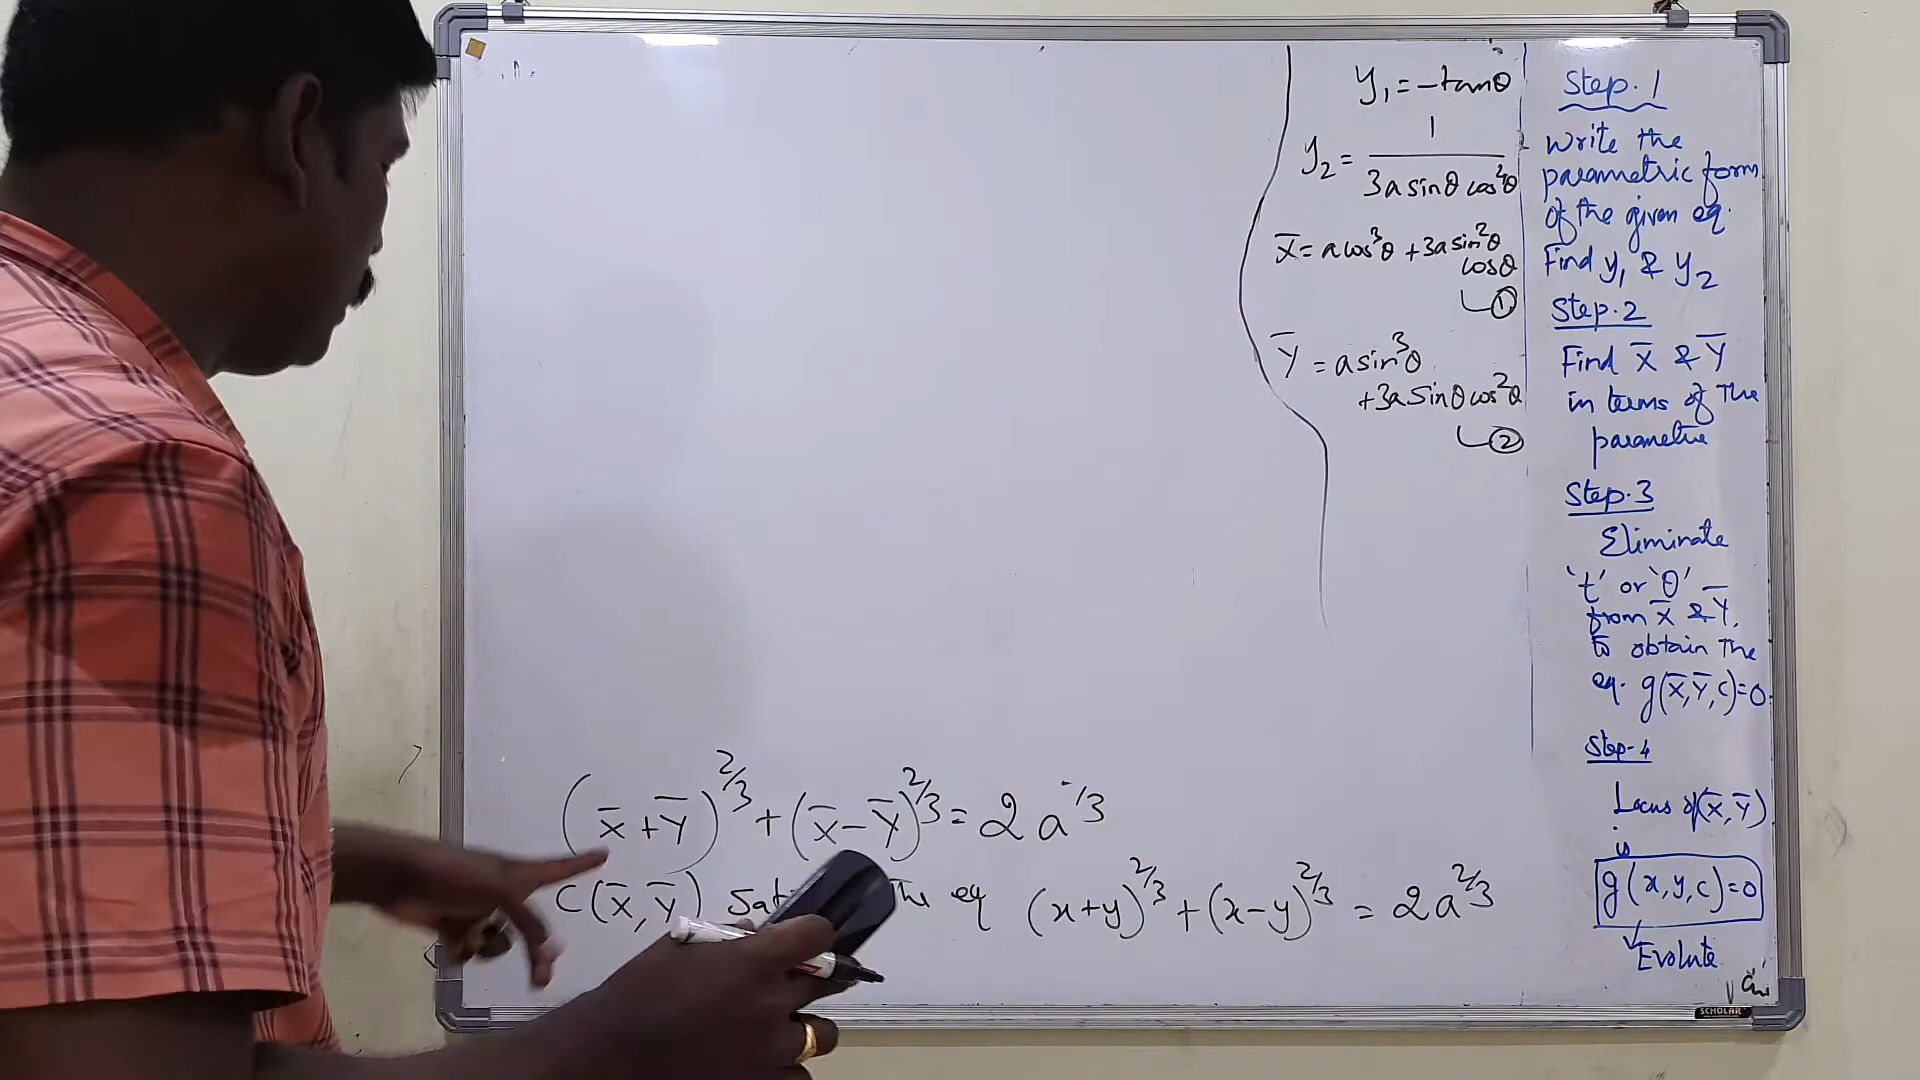 y₁ = -tanθ
y₂ = 1 / 3a sinθ cos⁴θ
x̄ = a cos³θ + 3a sin²θ
cosθ
①
Ȳ = a sin³θ
+3a sinθ cos²θ
②
Step.1
Write the
parametric form
of the given eq.
Find y₁ & y₂
Step.2
Find x̄ & Ȳ
in terms of the
Step.3
Eliminate
't' or 'θ'
from x̄ & Ȳ,
to obtain the
eq. g(x̄,Ȳ,c)=0.
Step-4
Locus of (x̄,Ȳ)
is
g(x,y,c)=0
Evolute
(x̄+Ȳ)^2/3 + (x̄-Ȳ)^2/3 = 2a
C(x̄,Ȳ) the eq (x+y)^2/3 + (x-y)^2/3 = 2a^2/3
SCHOLAR